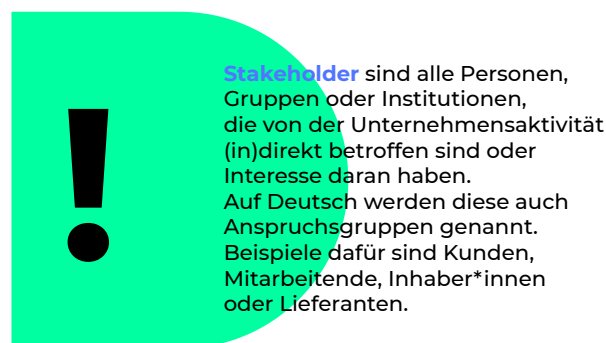 !
Stakeholder sind alle Personen,
Gruppen oder Institutionen,
die von der Unternehmensaktivität
(in)direkt betroffen sind oder
Interesse daran haben.
Auf Deutsch werden diese auch
Anspruchsgruppen genannt.
Beispiele dafür sind Kunden,
Mitarbeitende, Inhaber*innen
oder Lieferanten.